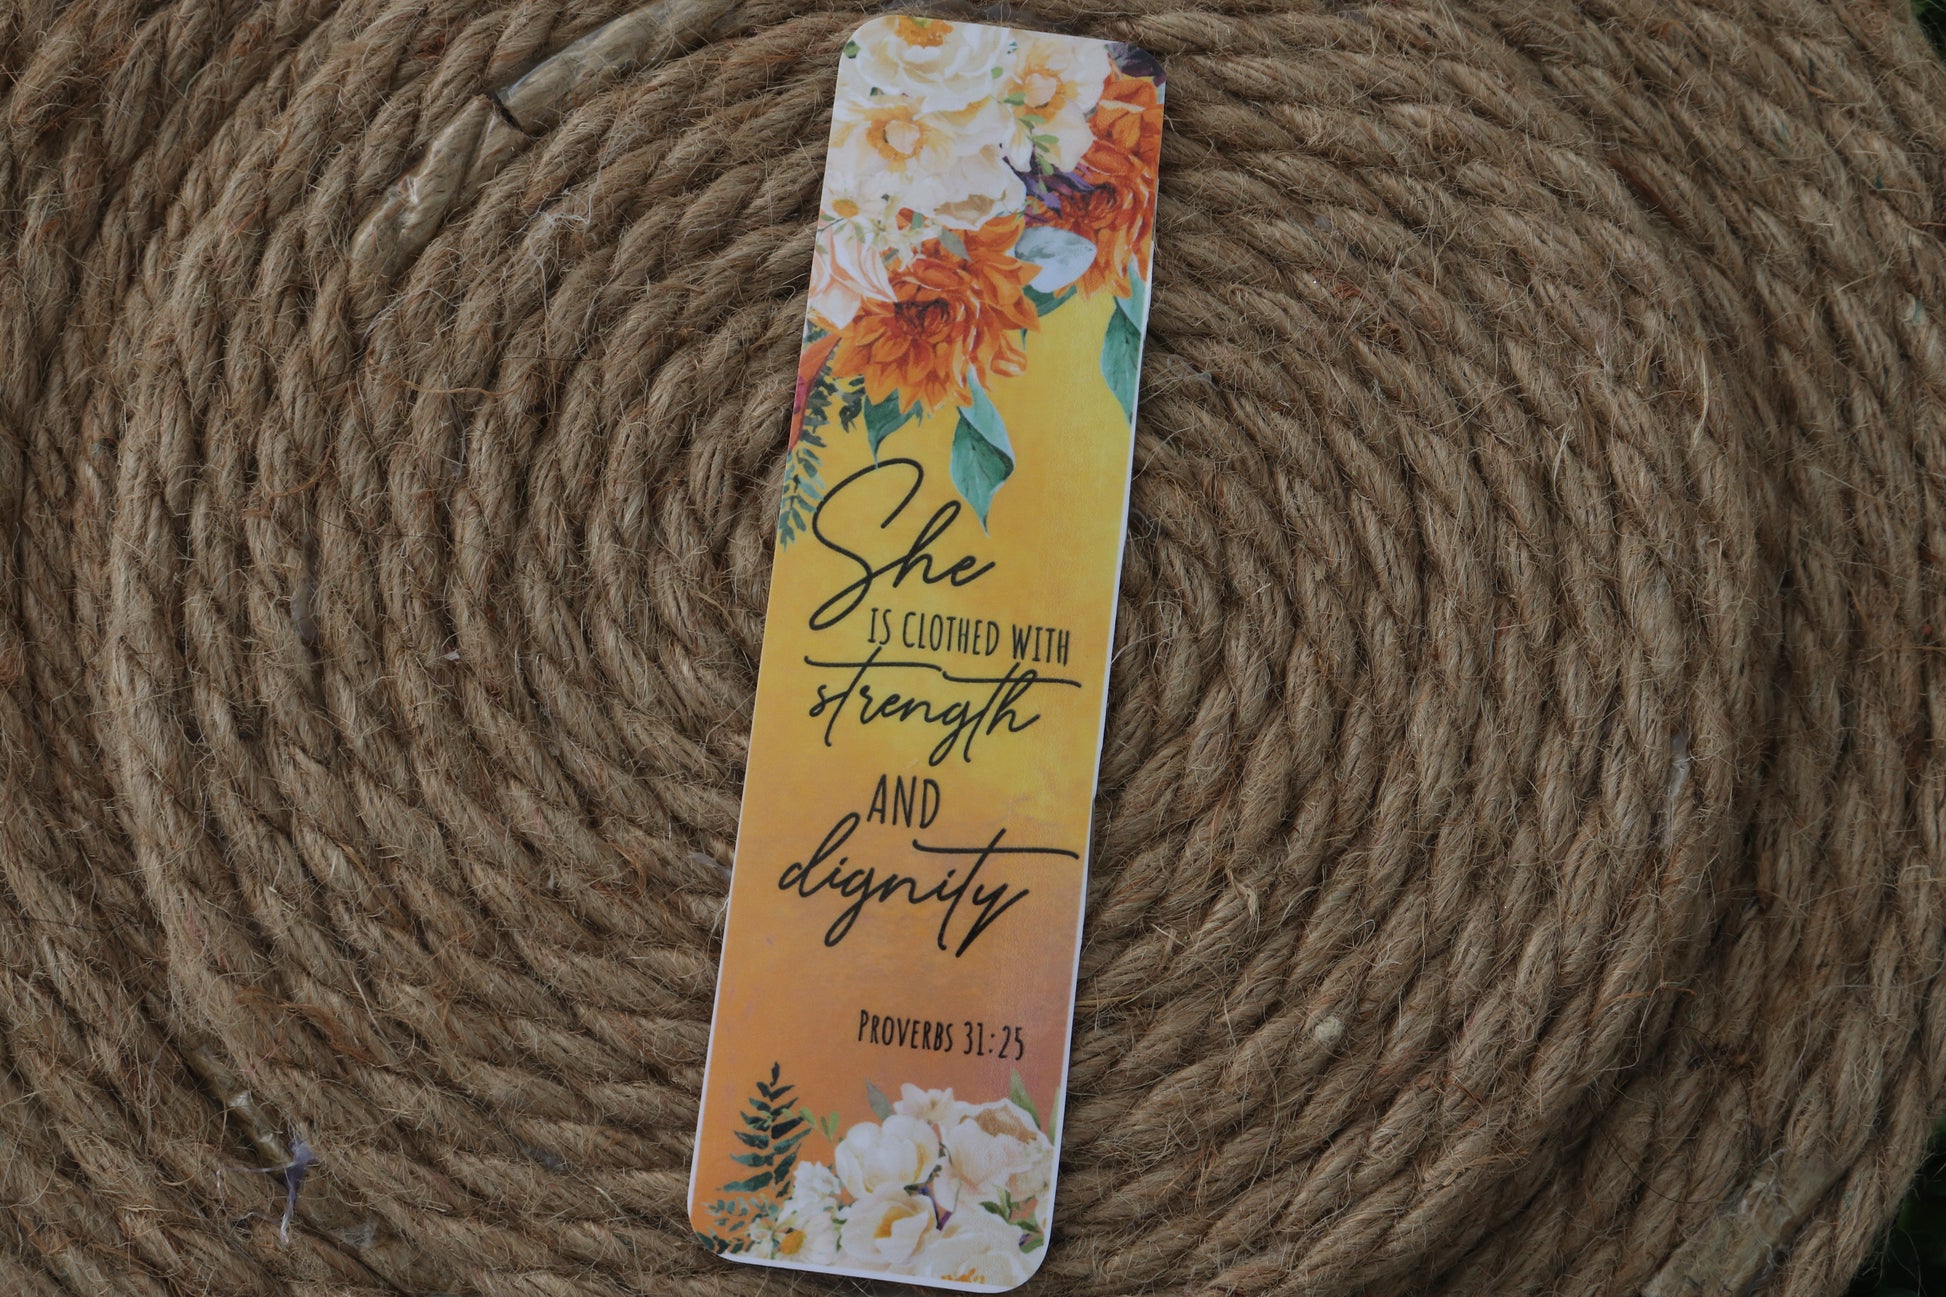 She
IS CLOTHED WITH
strength
AND
dignity
PROVERBS 31:25